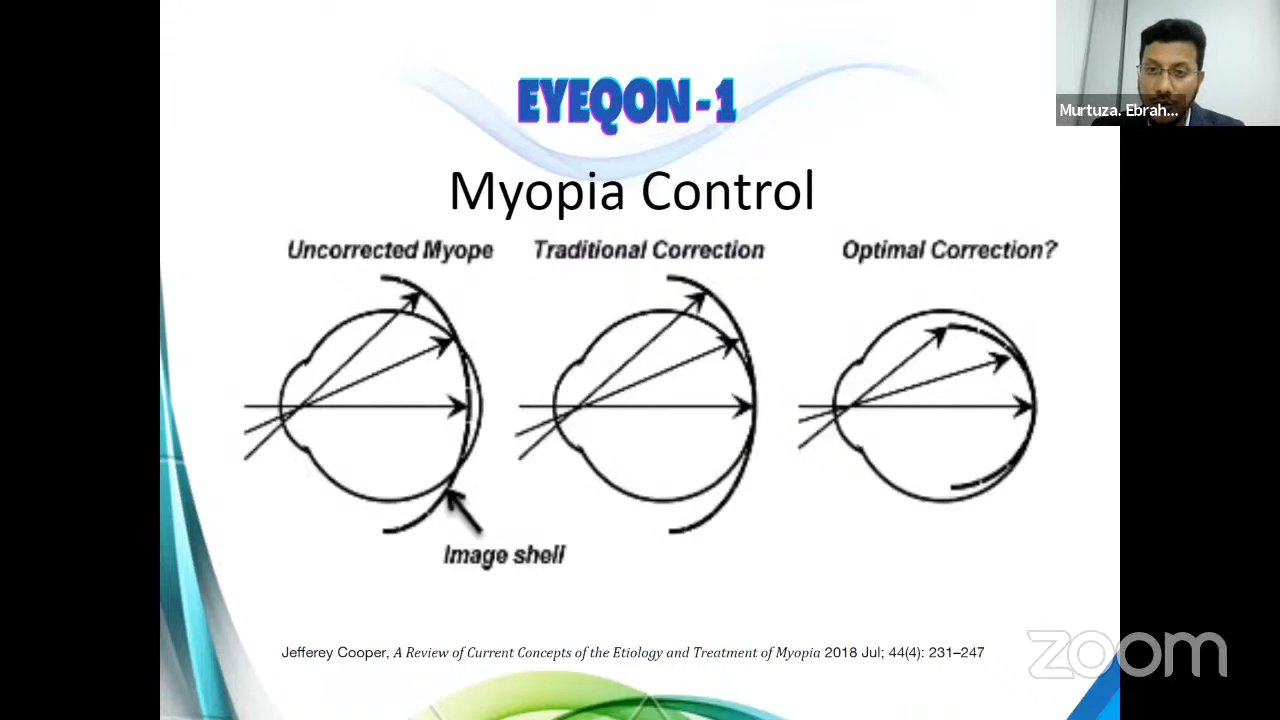 EYEQON - 1
Murtuza. Ebrah...
Myopia Control
Uncorrected Myope
Traditional Correction
Optimal Correction?
Image shell
Jefferey Cooper, A Review of Current Concepts of the Etiology and Treatment of Myopia 2018 Jul; 44(4): 231–247
zoom